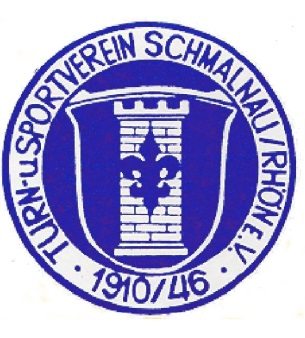 TURN-u.SPORTVEREIN SCHMALNAU/RHÖN E.V.
· 1910/46 ·